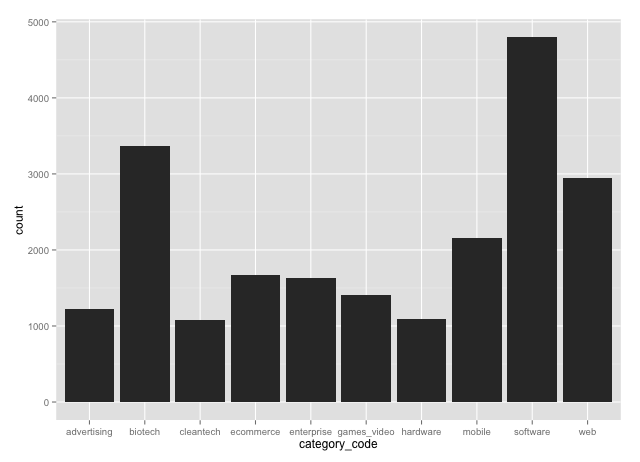 5000
4000
3000
2000
1000
0
count
advertising biotech cleantech ecommerce enterprise games_video hardware mobile software web
category_code